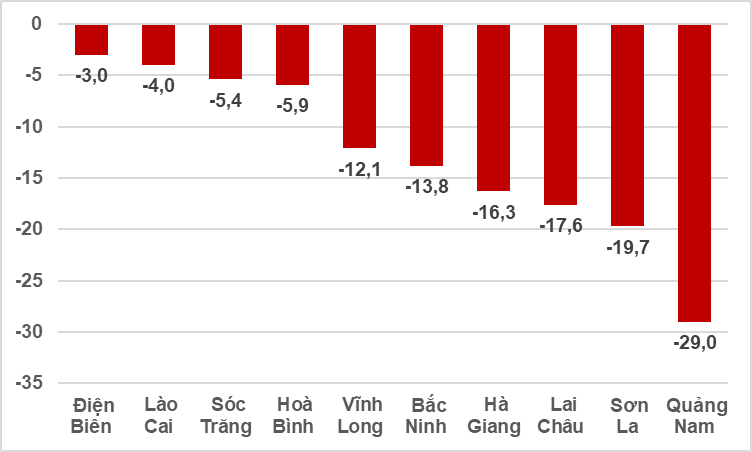 0
-5
-10
-15
-20
-25
-30
-35
-3,0
-4,0
-5,4
-5,9
-12,1
-13,8
-16,3
-17,6
-19,7
-29,0
Điện
Biên
Lào
Cai
Sóc
Trăng
Hoà
Bình
Vĩnh
Long
Bắc
Ninh
Hà
Giang
Lai
Châu
Sơn
La
Quảng
Nam